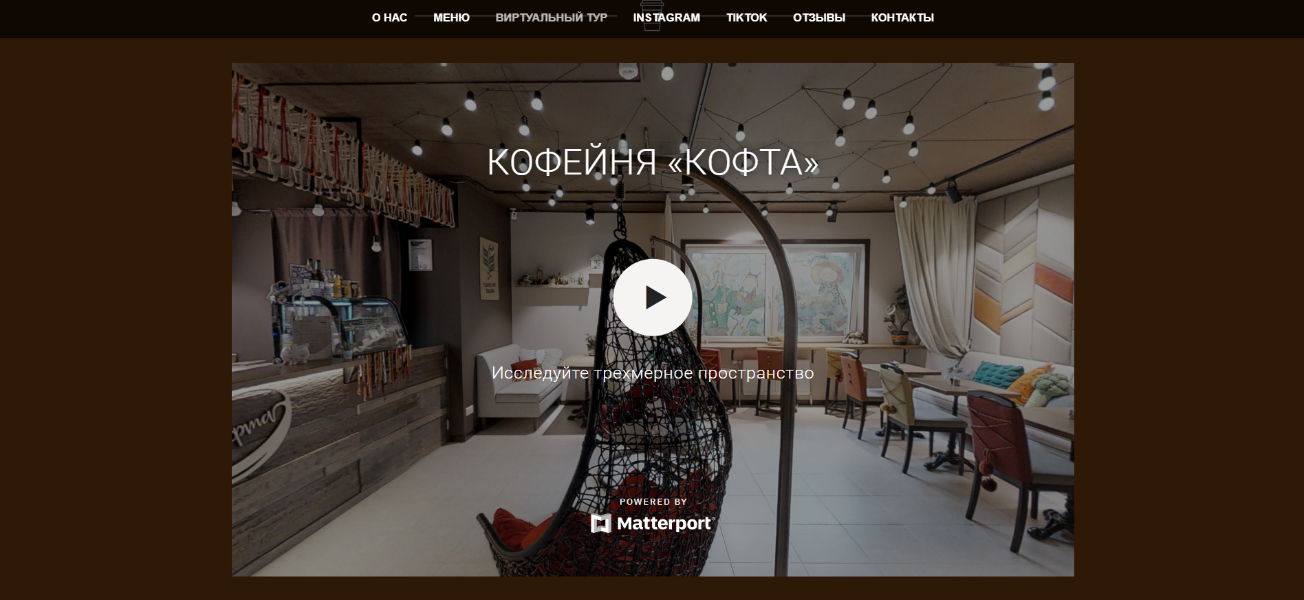 О НАС МЕНЮ ВИРТУАЛЬНЫЙ ТУР INSTAGRAM TIKTOK ОТЗЫВЫ КОНТАКТЫ
КОФЕЙНЯ «КОФТА»
Исследуйте трехмерное пространство
POWERED BY
Matterport